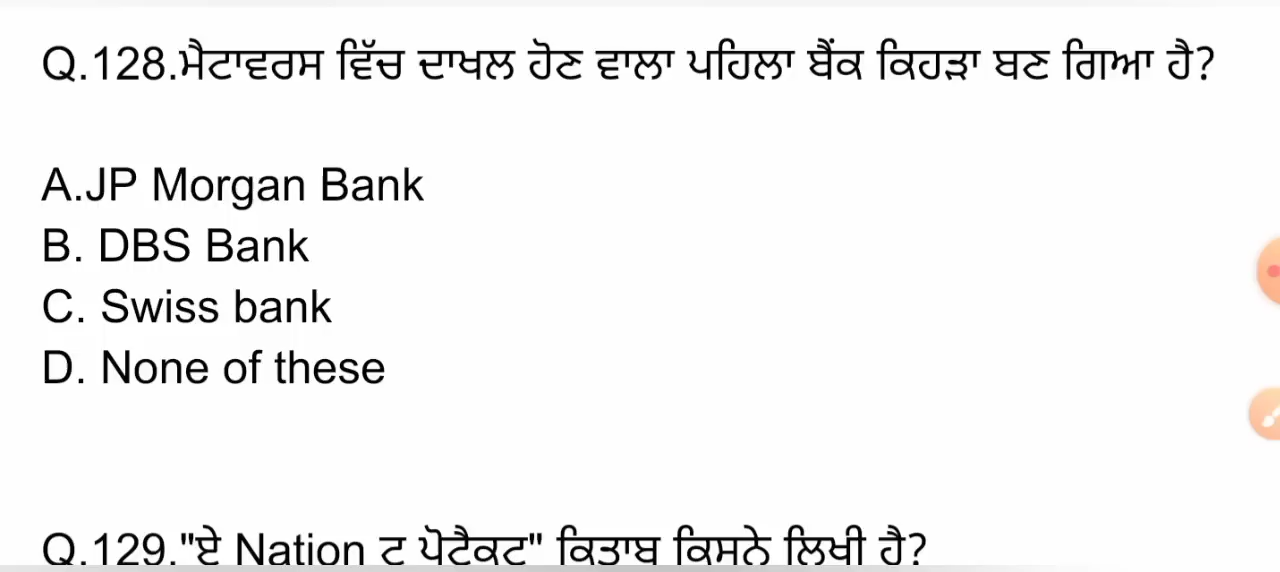 Q.128.ਮੈਟਾਵਰਸ ਵਿੱਚ ਦਾਖਲ ਹੋਣ ਵਾਲਾ ਪਹਿਲਾ ਬੈਂਕ ਕਿਹੜਾ ਬਣ ਗਿਆ ਹੈ?
A.JP Morgan Bank
B. DBS Bank
C. Swiss bank
D. None of these
Q.129."ਏ Nation ਟ ਪੋਟੈਕਟ" ਕਿਤਾਬ ਕਿਸਨੇ ਲਿਖੀ ਹੈ?